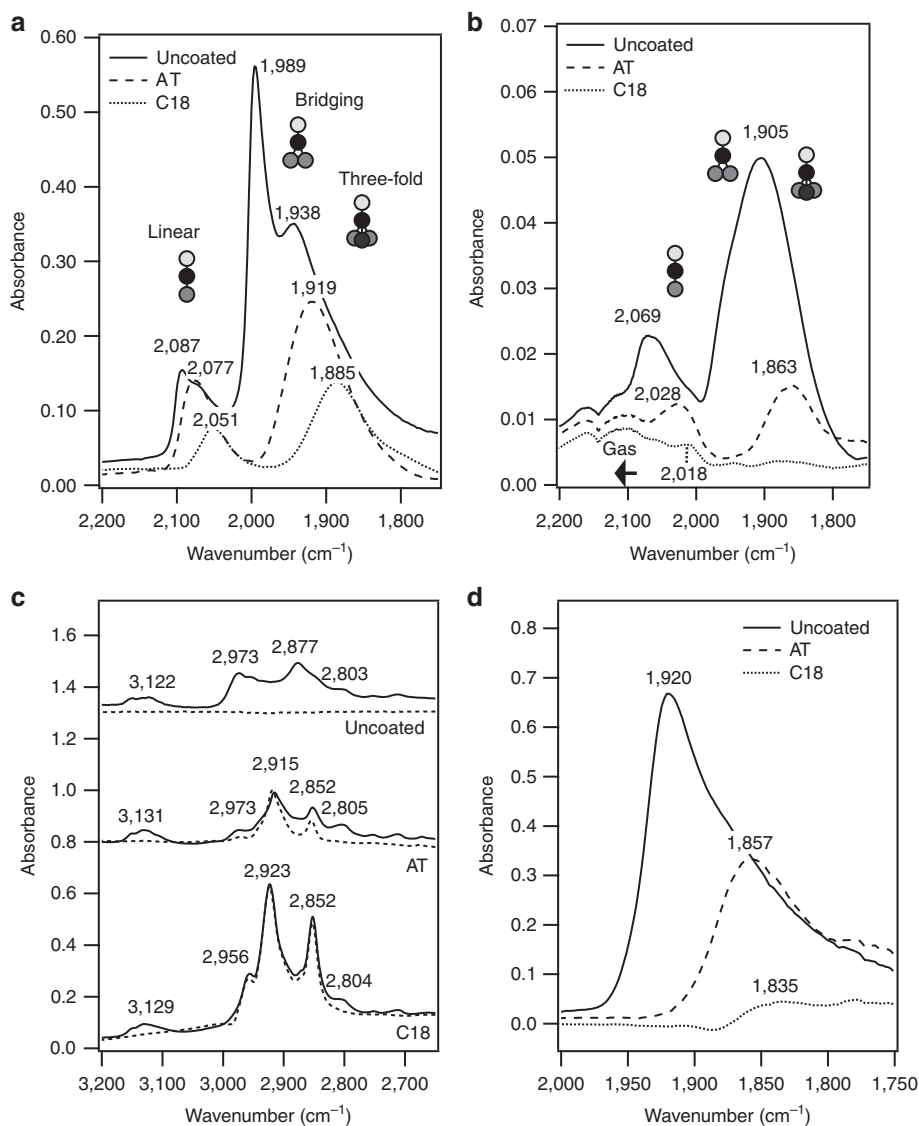 a
0.60
0.50
0.40
0.30
0.20
0.10
0.00
Absorbance
Uncoated
AT
C18
1,989
Bridging
Three-fold
1,938
Linear
1,919
2,087
2,077
1,885
2,051
2,200 2,100 2,000 1,900 1,800
Wavenumber (cm⁻¹)
b
0.07
0.06
0.05
0.04
0.03
0.02
0.01
0.00
Absorbance
Uncoated
AT
C18
1,905
2,069
2,028
1,863
Gas
2,018
2,200 2,100 2,000 1,900 1,800
Wavenumber (cm⁻¹)
c
1.6
1.4
1.2
1.0
0.8
0.6
0.4
0.2
0.0
Absorbance
2,973 2,877
3,122 2,803
Uncoated
2,915
2,973 2,852
3,131 2,805
AT
2,923
2,852
2,956
2,804
3,129
C18
3,200 3,100 3,000 2,900 2,800 2,700
Wavenumber (cm⁻¹)
d
0.8
0.7
0.6
0.5
0.4
0.3
0.2
0.1
0.0
Absorbance
Uncoated
AT
C18
1,920
1,857
1,835
2,000 1,950 1,900 1,850 1,800 1,750
Wavenumber (cm⁻¹)